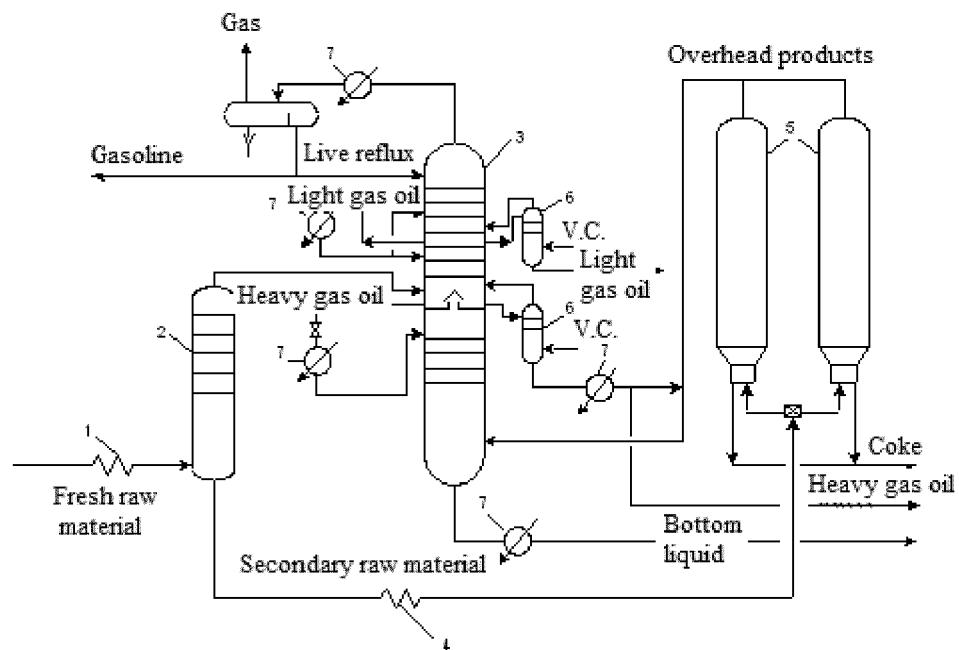 Gas
7
Overhead products
3
5
Gasoline
Live reflux
7
Light gas oil
6
V.C.
Light
gas oil
Heavy gas oil
6
V.C.
2
7
7
1
Coke
Fresh raw
material
Heavy gas oil
7
Bottom
liquid
Secondary raw material
4